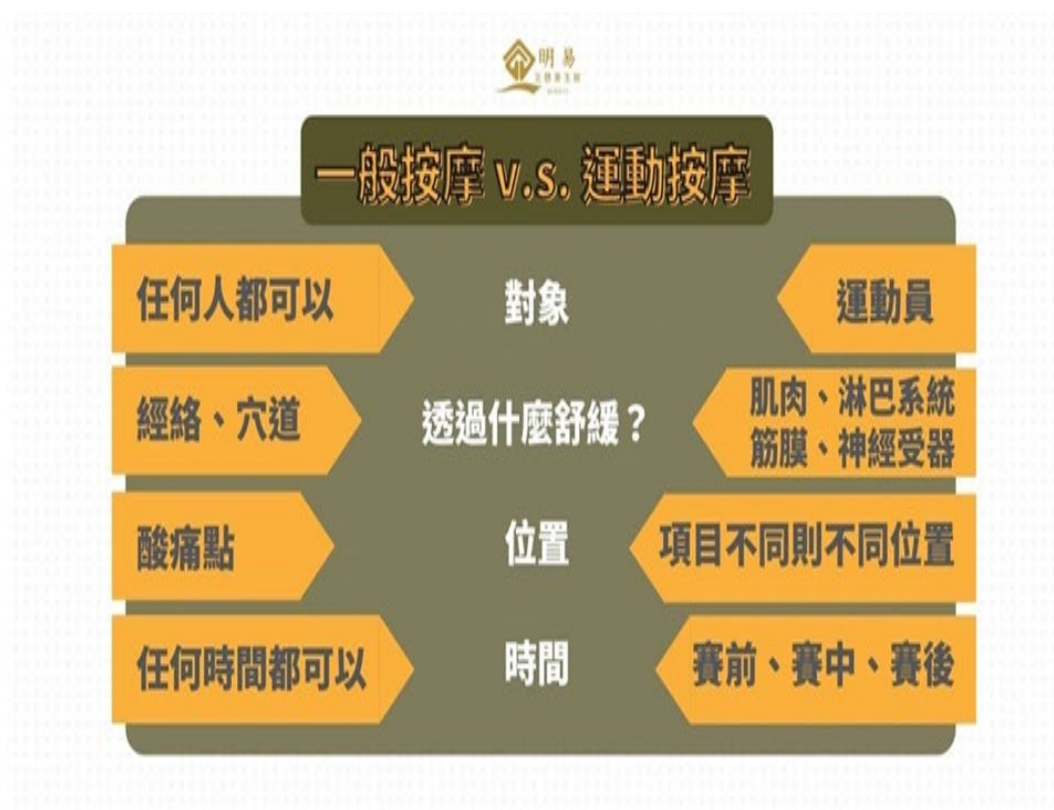 明易
一般按摩 v.s. 運動按摩
任何人都可以
對象
運動員
經絡、穴道
透過什麼舒緩？
肌肉、淋巴系統
筋膜、神經受器
酸痛點
位置
項目不同則不同位置
任何時間都可以
時間
賽前、賽中、賽後